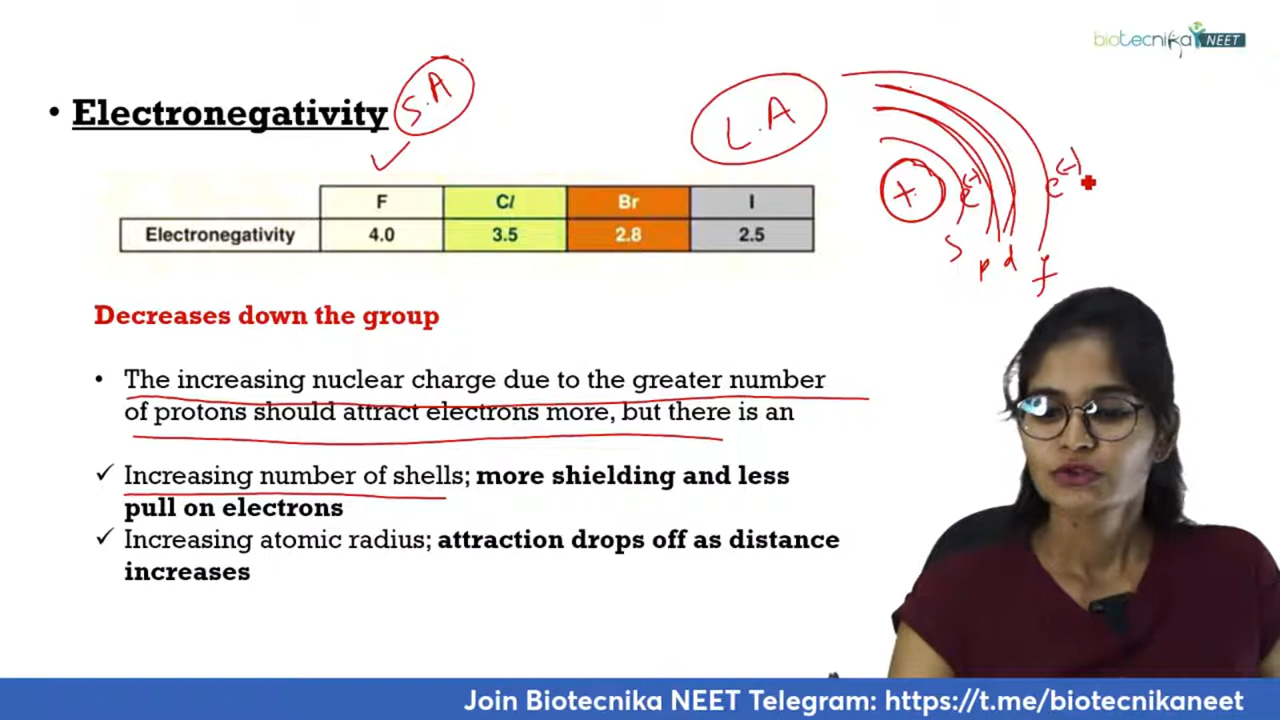 biotecnika NEET
• Electronegativity
S.A
L.A
+
e(-)
e(-)
s p d f
F Cl Br I
Electronegativity 4.0 3.5 2.8 2.5
Decreases down the group
• The increasing nuclear charge due to the greater number
of protons should attract electrons more, but there is an
✓ Increasing number of shells; more shielding and less
pull on electrons
✓ Increasing atomic radius; attraction drops off as distance
increases
Join Biotecnika NEET Telegram: https://t.me/biotecnikaneet